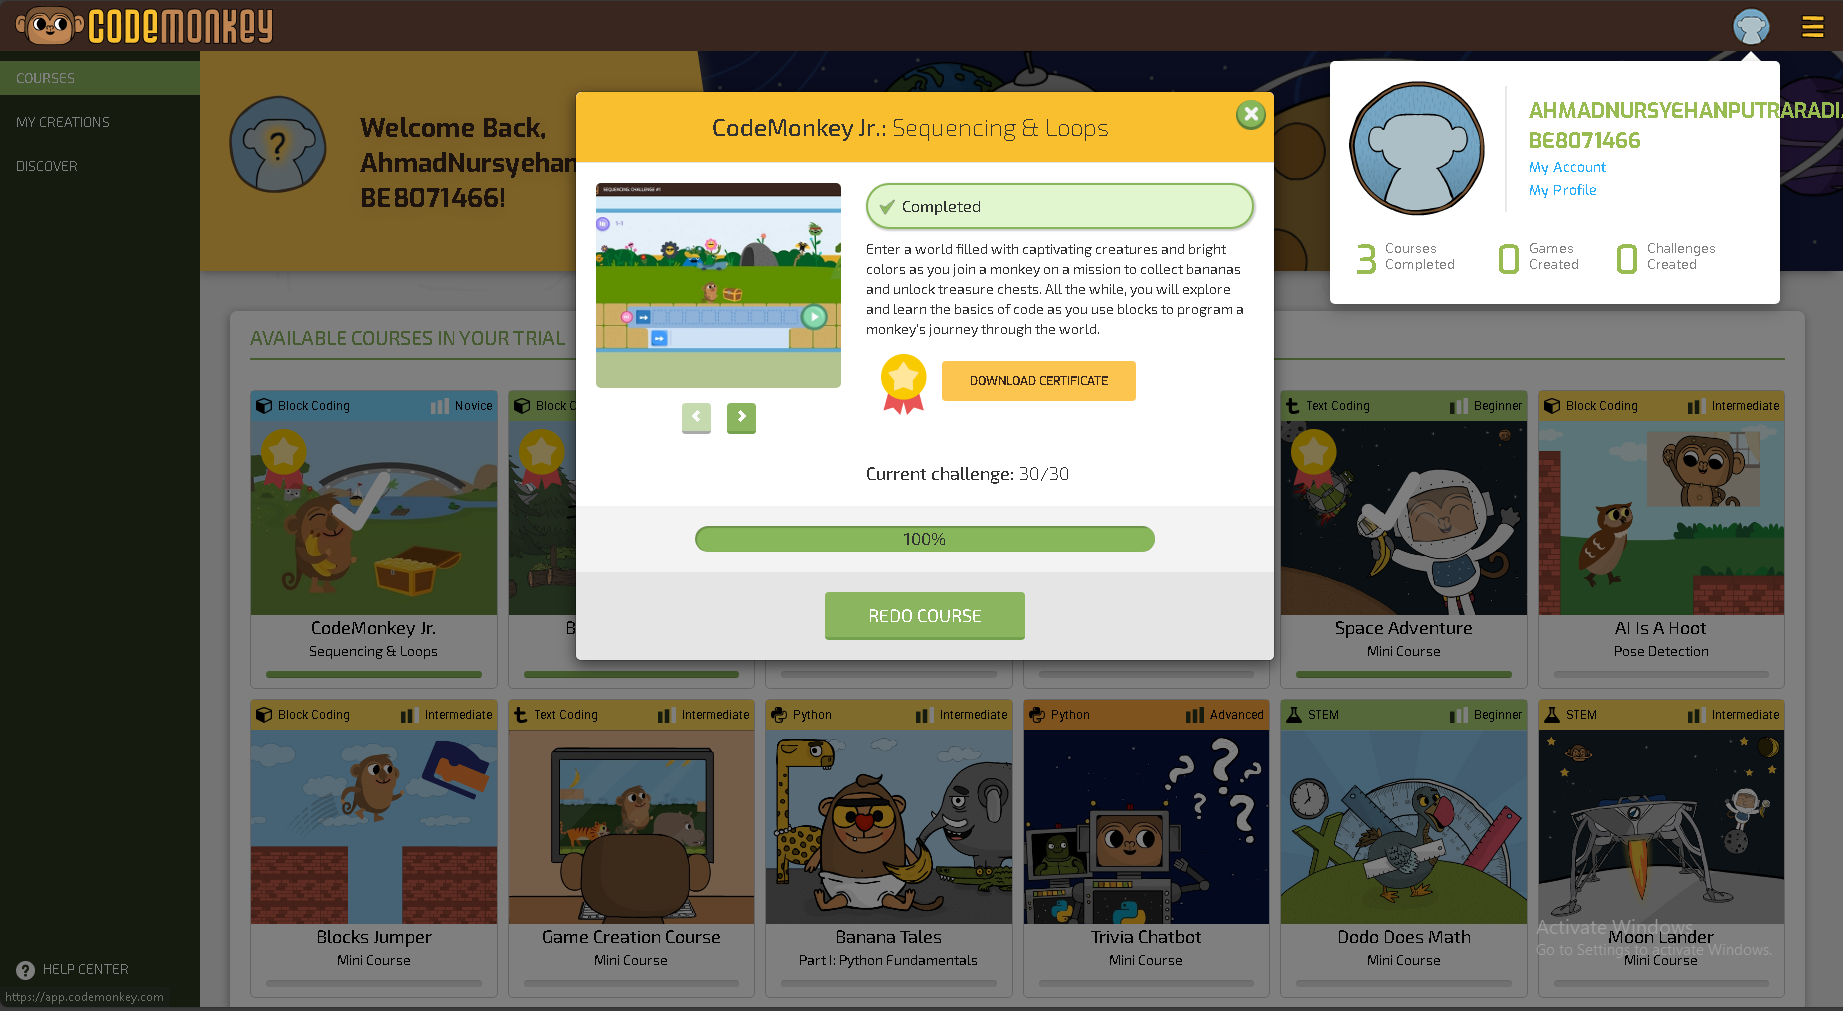 CODEMONKEY
COURSES
MY CREATIONS
DISCOVER
Welcome Back,
AhmadNursyehan
BE8071466!
AHMADNURSYEHANPUTRARADI
BE8071466
My Account
My Profile
3 Courses Completed
0 Games Created
0 Challenges Created
CodeMonkey Jr.: Sequencing & Loops
SEQUENCING: CHALLENGE #1
Completed
Enter a world filled with captivating creatures and bright
colors as you join a monkey on a mission to collect bananas
and unlock treasure chests. All the while, you will explore
and learn the basics of code as you use blocks to program a
monkey's journey through the world.
DOWNLOAD CERTIFICATE
Current challenge: 30/30
100%
REDO COURSE
AVAILABLE COURSES IN YOUR TRIAL
Block Coding Novice
CodeMonkey Jr.
Sequencing & Loops
Text Coding Beginner
Space Adventure
Mini Course
Block Coding Intermediate
AI Is A Hoot
Pose Detection
Block Coding Intermediate
Blocks Jumper
Mini Course
Text Coding Intermediate
Game Creation Course
Mini Course
Python Intermediate
Banana Tales
Part I: Python Fundamentals
Python Advanced
Trivia Chatbot
Mini Course
STEM Beginner
Dodo Does Math
Mini Course
STEM Intermediate
Moon Lander
Mini Course
Activate Windows
Go to Settings to activate Windows.
HELP CENTER
https://app.codemonkey.com